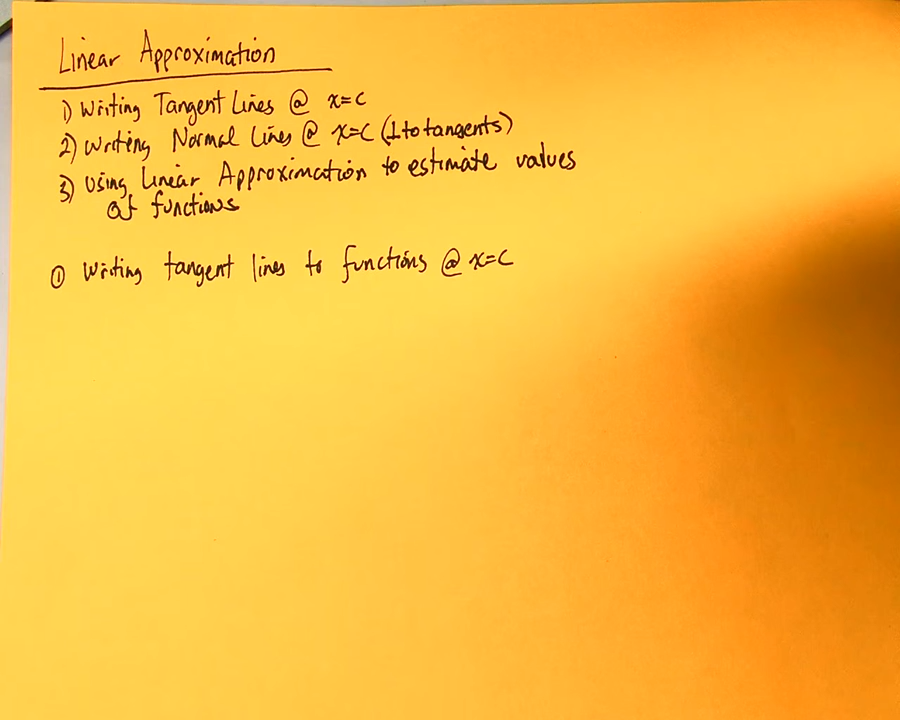 Linear Approximation
1) Writing Tangent Lines @ x=c
2) Writing Normal Lines @ x=c (⊥ to tangents)
3) Using Linear Approximation to estimate values
of functions
① Writing tangent lines to functions @ x=c